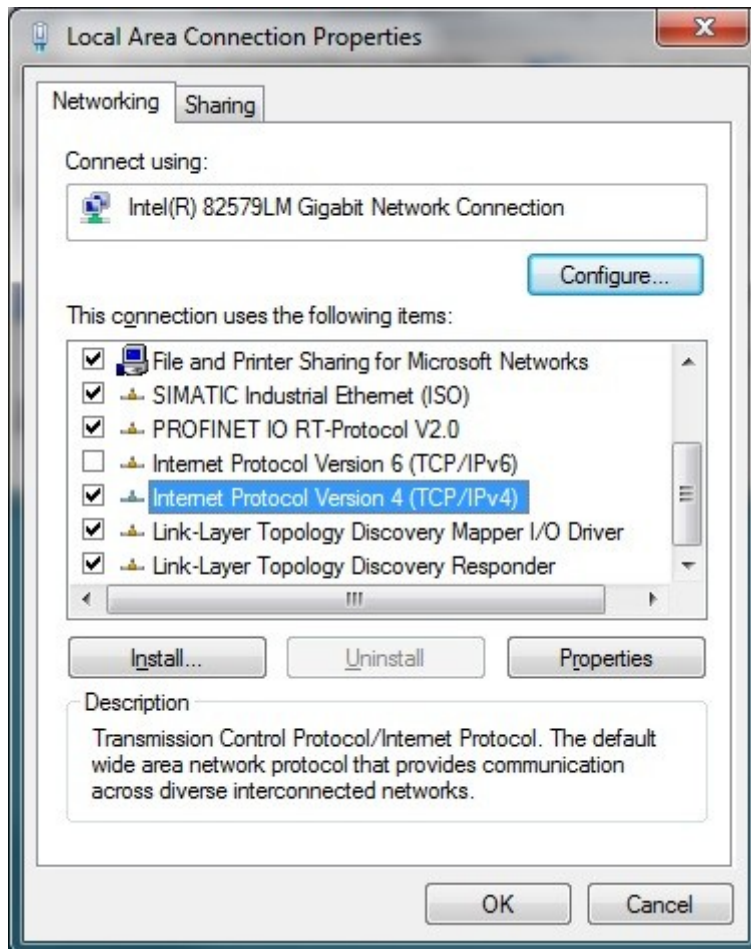 Local Area Connection Properties
Networking
Sharing
Connect using:
Intel(R) 82579LM Gigabit Network Connection
Configure...
This connection uses the following items:
File and Printer Sharing for Microsoft Networks
SIMATIC Industrial Ethernet (ISO)
PROFINET IO RT-Protocol V2.0
Internet Protocol Version 6 (TCP/IPv6)
Internet Protocol Version 4 (TCP/IPv4)
Link-Layer Topology Discovery Mapper I/O Driver
Link-Layer Topology Discovery Responder
Install...
Uninstall
Properties
Description
Transmission Control Protocol/Internet Protocol. The default
wide area network protocol that provides communication
across diverse interconnected networks.
OK
Cancel